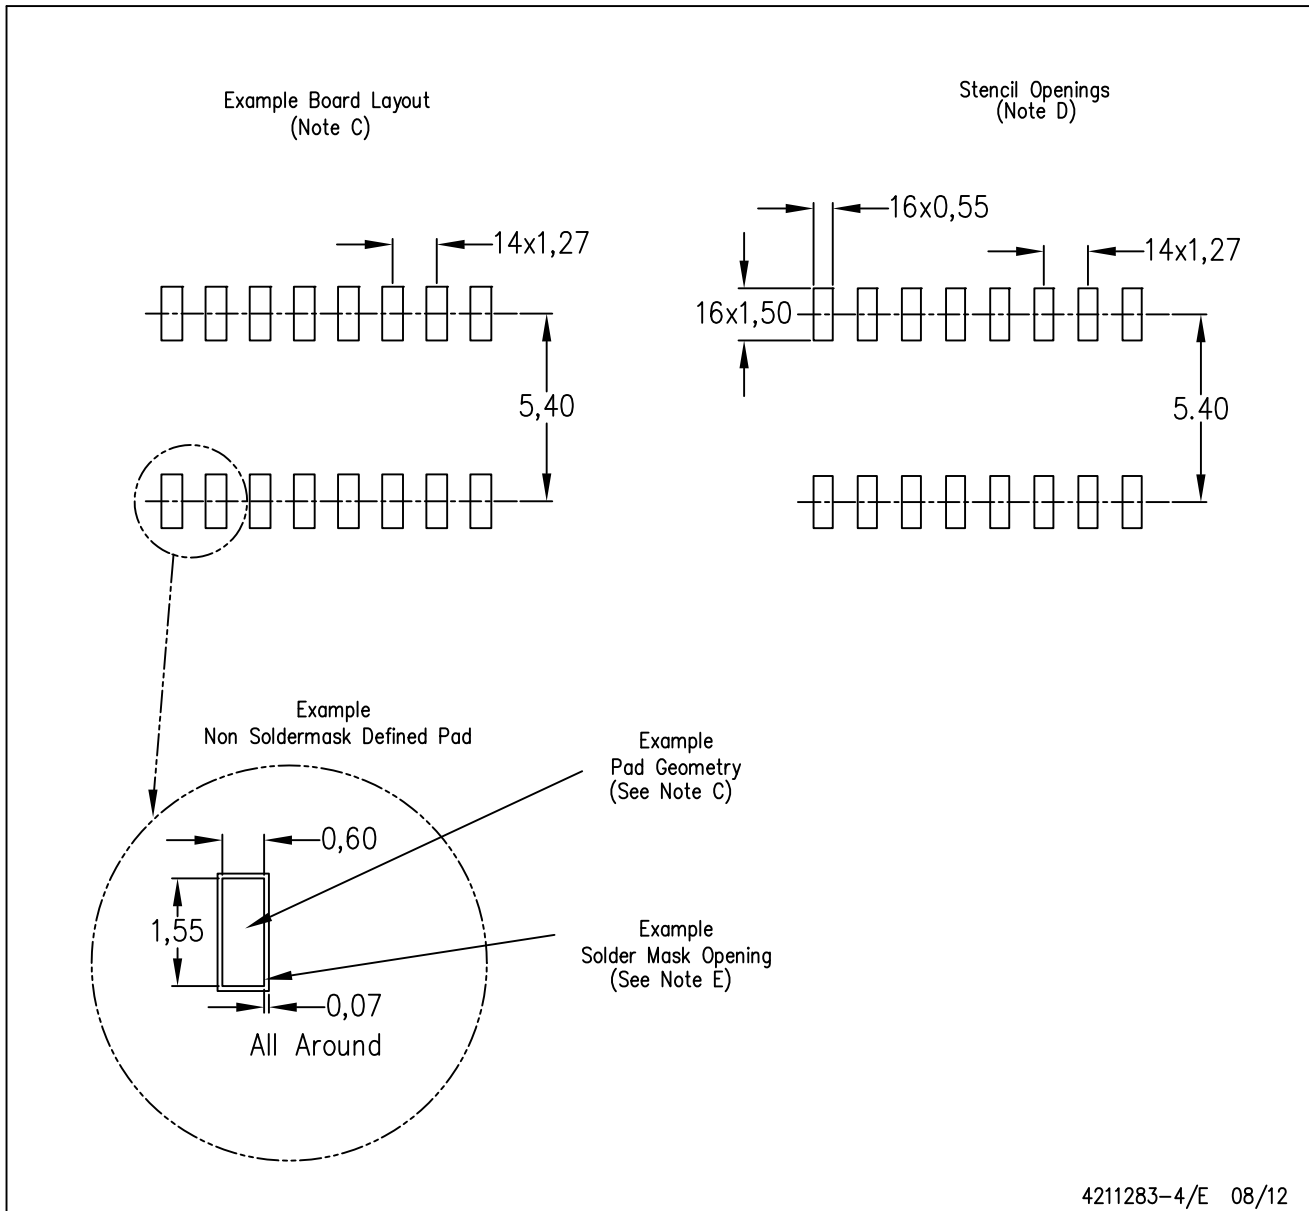 Example Board Layout
(Note C)
Stencil Openings
(Note D)
14x1,27
5,40
16x0,55
14x1,27
16x1,50
5.40
Example
Non Soldermask Defined Pad
Example
Pad Geometry
(See Note C)
0,60
1,55
Example
Solder Mask Opening
(See Note E)
0,07
All Around
4211283-4/E 08/12